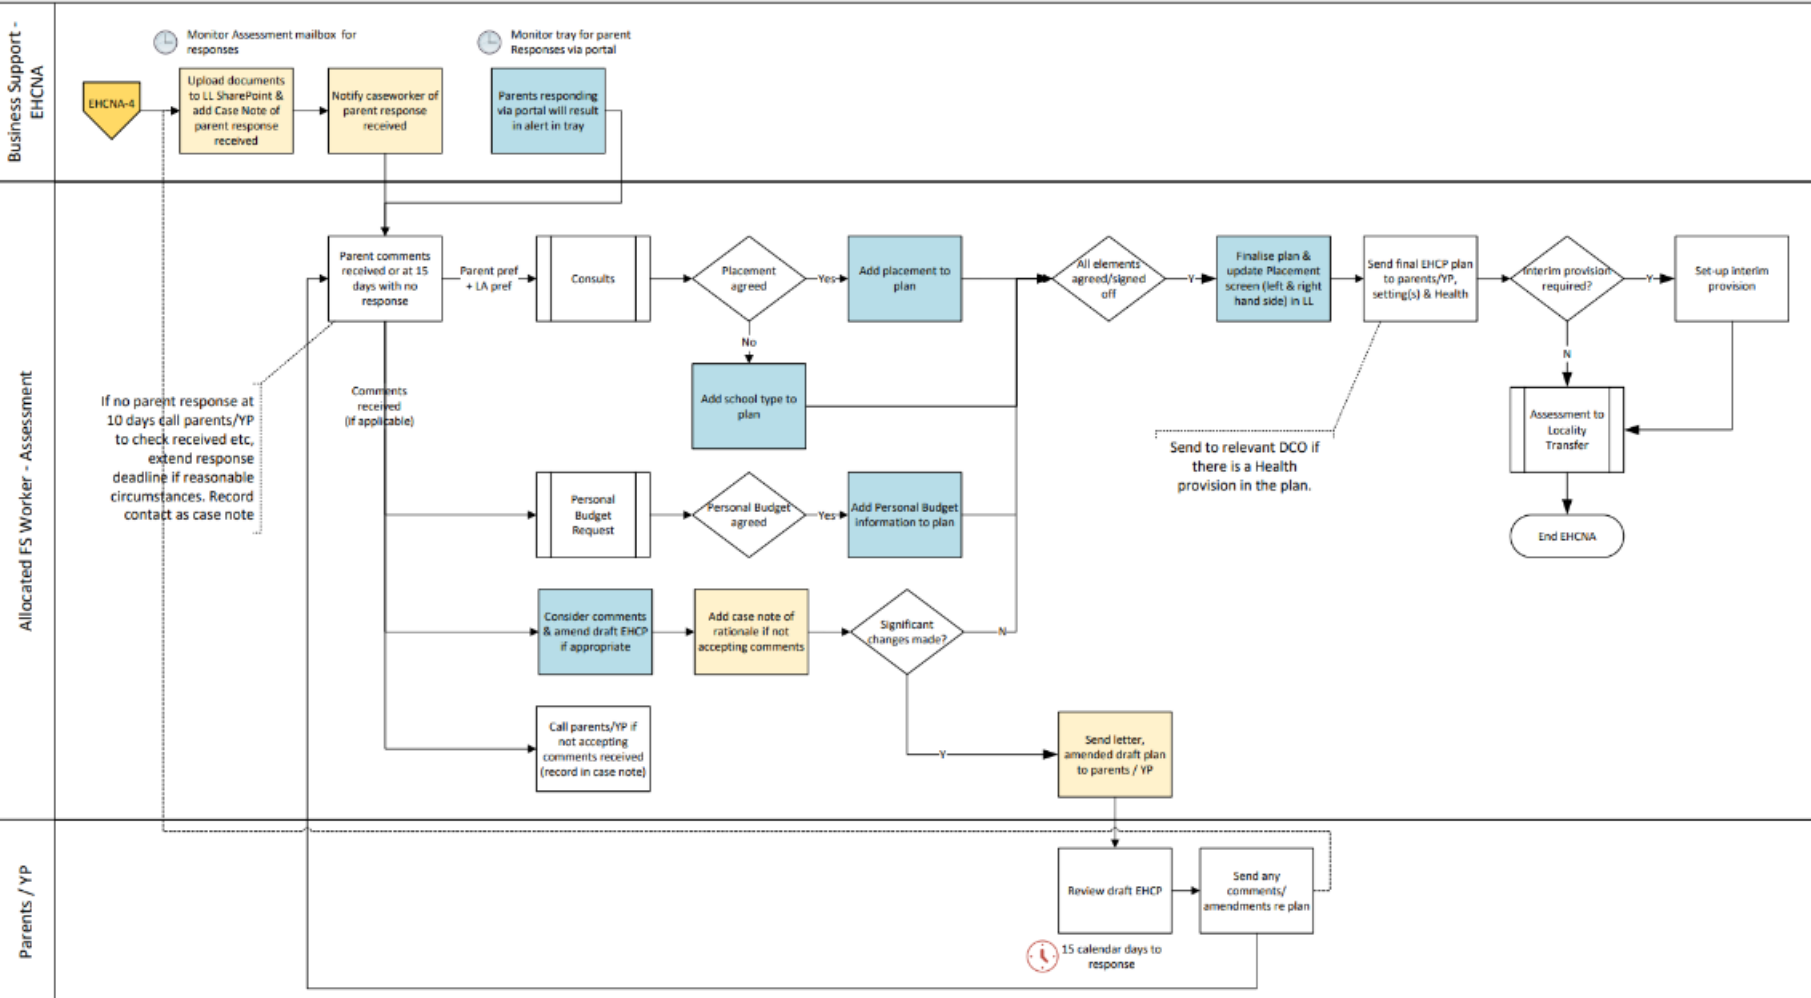 Business Support -
EHCNA
Monitor Assessment mailbox for
responses
Monitor tray for parent
Responses via portal
EHCNA-4
Upload documents
to LL SharePoint &
add Case Note of
parent response
received
Notify caseworker of
parent response
received
Parents responding
via portal will result
in alert in tray
Allocated FS Worker - Assessment
Parent comments
received or at 15
days with no
response
Parent pref
+ LA pref
Consults
Placement
agreed
Yes
Add placement to
plan
All elements
agreed/signed
off
Y
Finalise plan &
update Placement
screen (left & right
hand side) in LL
Send final EHCP plan
to parents/YP,
setting(s) & Health
Interim provision
required?
Y
Set-up interim
provision
No
N
Add school type to
plan
Comments
received
(if applicable)
If no parent response at
10 days call parents/YP
to check received etc,
extend response
deadline if reasonable
circumstances. Record
contact as case note
Assessment to
Locality
Transfer
Send to relevant DCO if
there is a Health
provision in the plan.
Personal
Budget
Request
Personal Budget
agreed
Yes
Add Personal Budget
information to plan
End EHCNA
Consider comments
& amend draft EHCP
if appropriate
Add case note of
rationale if not
accepting comments
Significant
changes made?
N
Call parents/YP if
not accepting
comments received
(record in case note)
Y
Send letter,
amended draft plan
to parents / YP
Parents / YP
Review draft EHCP
Send any
comments/
amendments re plan
15 calendar days to
response